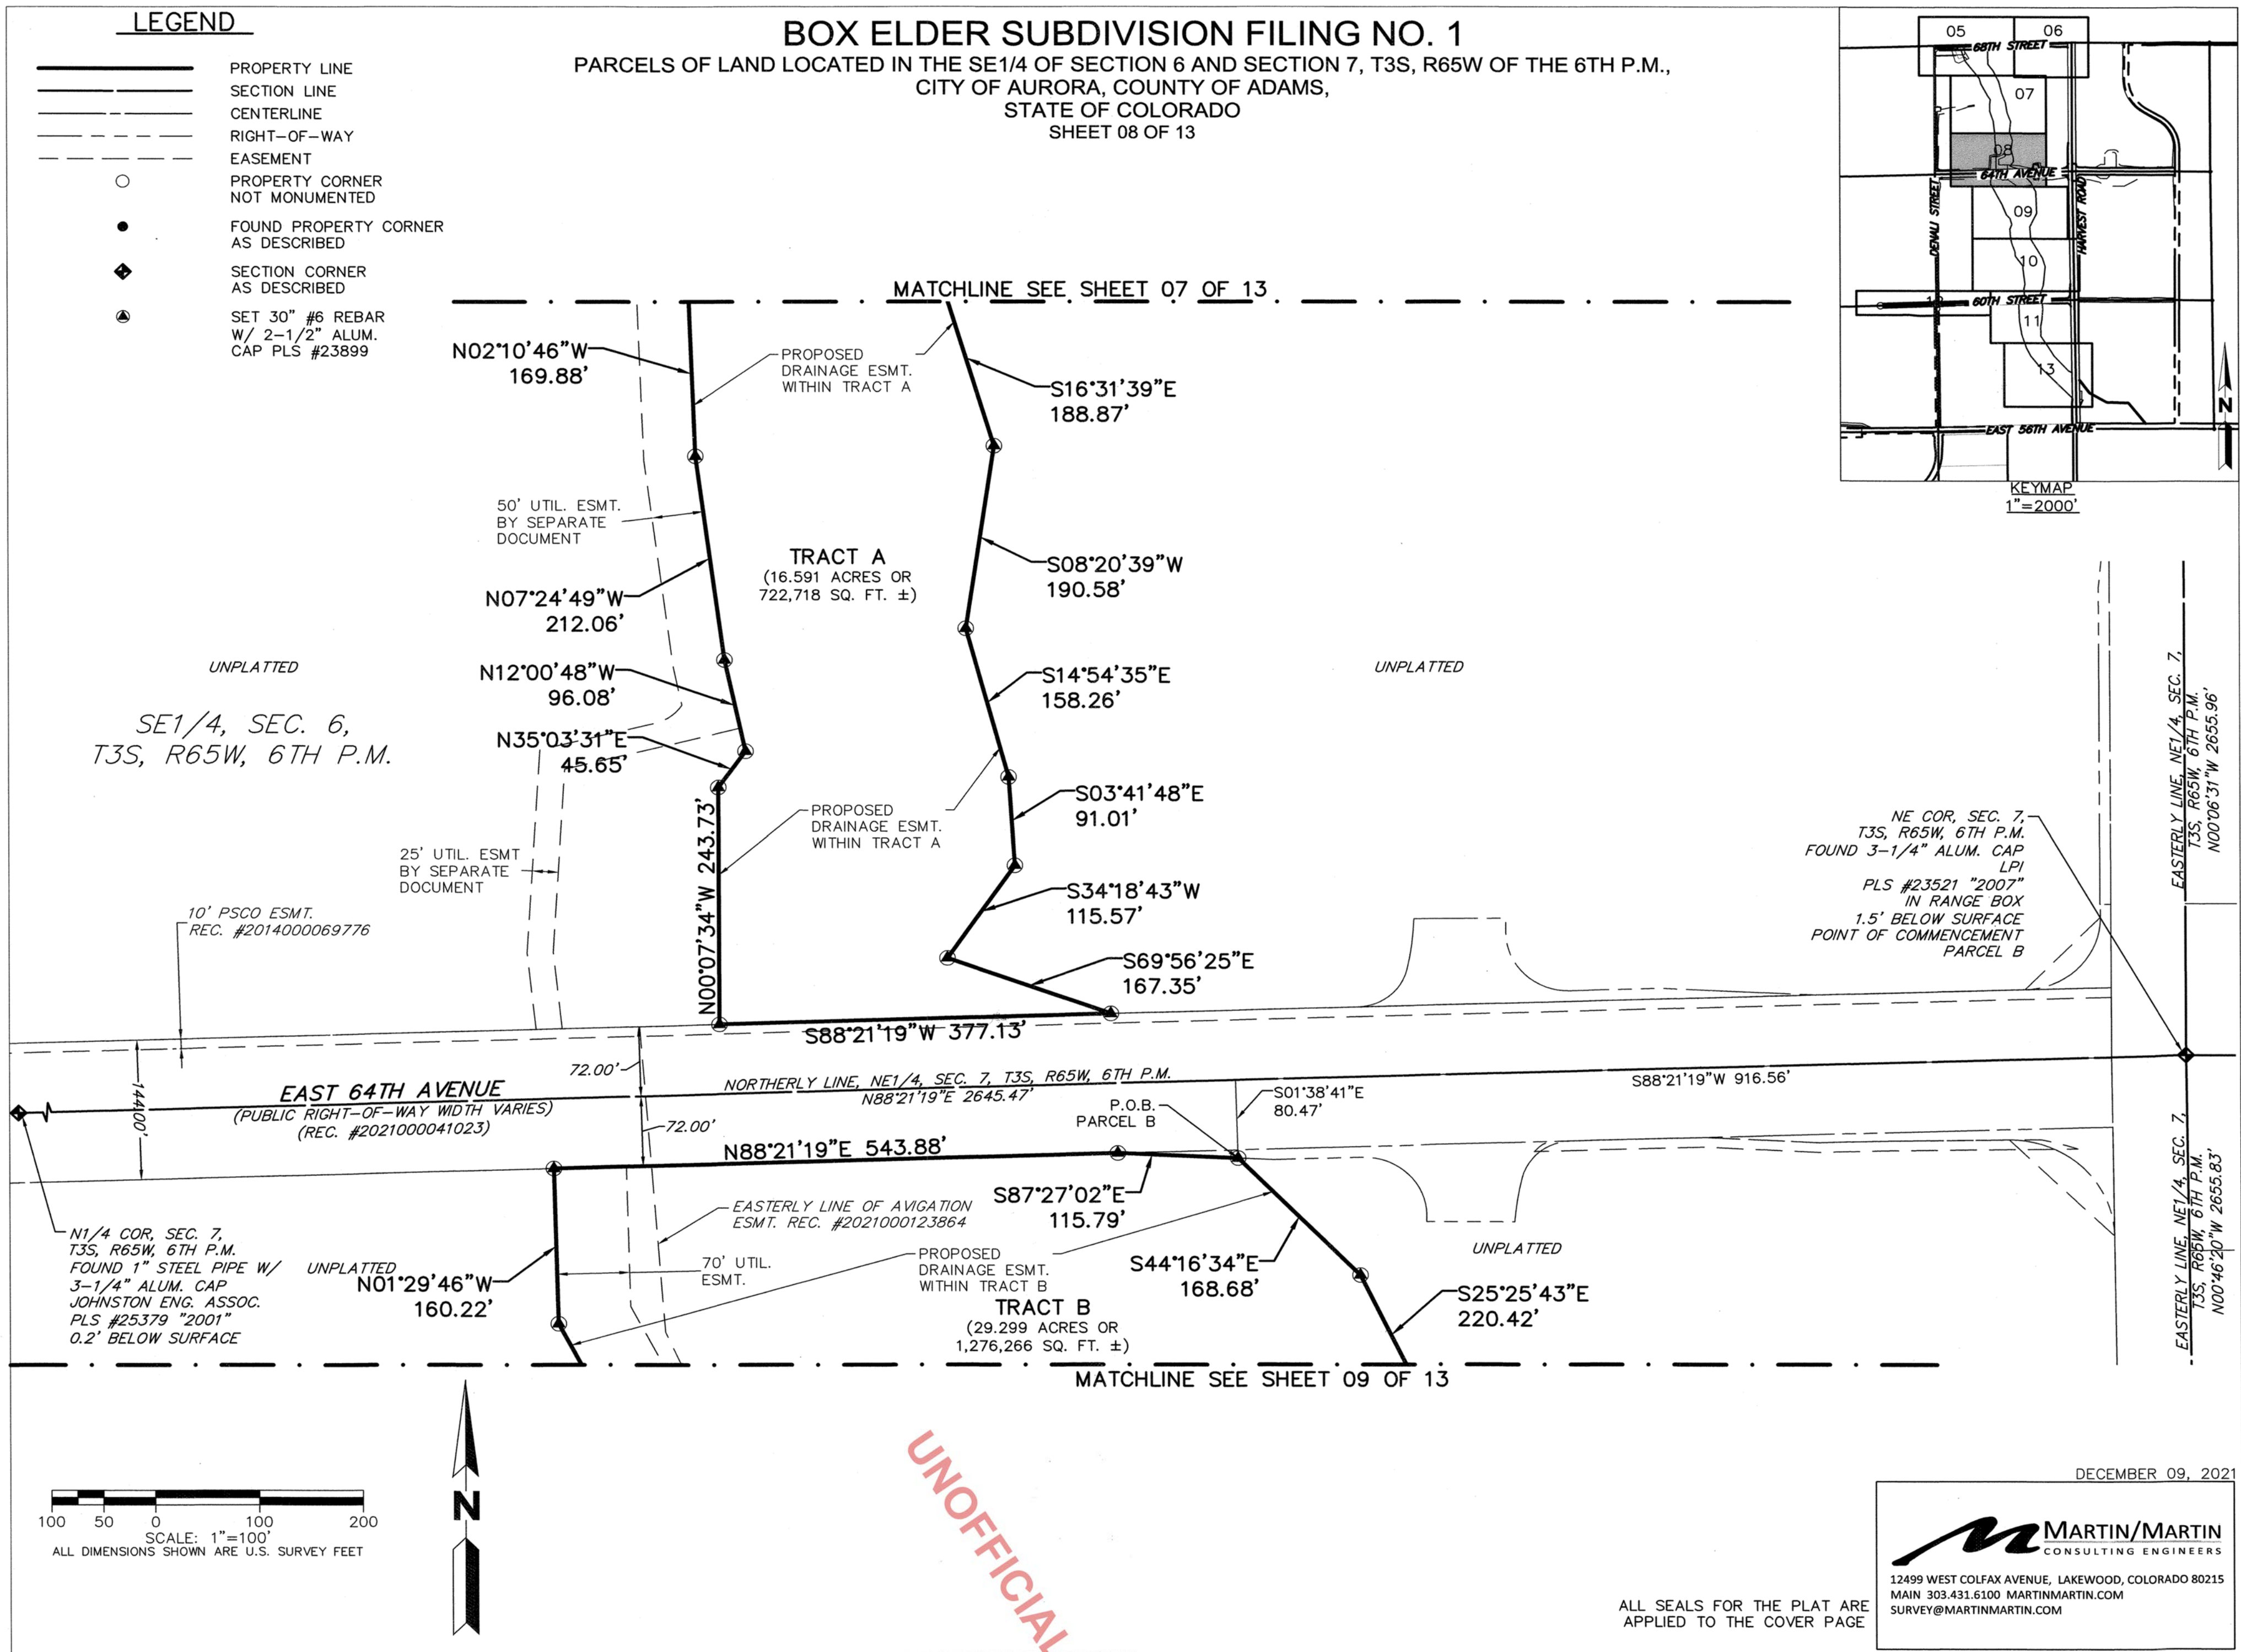 LEGEND
PROPERTY LINE
SECTION LINE
CENTERLINE
RIGHT-OF-WAY
EASEMENT
PROPERTY CORNER
NOT MONUMENTED
FOUND PROPERTY CORNER
AS DESCRIBED
SECTION CORNER
AS DESCRIBED
SET 30" #6 REBAR
W/ 2-1/2" ALUM.
CAP PLS #23899
BOX ELDER SUBDIVISION FILING NO. 1
PARCELS OF LAND LOCATED IN THE SE1/4 OF SECTION 6 AND SECTION 7, T3S, R65W OF THE 6TH P.M.,
CITY OF AURORA, COUNTY OF ADAMS,
STATE OF COLORADO
SHEET 08 OF 13
05
06
68TH STREET
07
08
64TH AVENUE
DENALI STREET
HARVEST ROAD
09
10
60TH STREET
11
13
EAST 56TH AVENUE
N
KEYMAP
1"=2000'
MATCHLINE SEE SHEET 07 OF 13
N02°10'46"W
169.88'
PROPOSED
DRAINAGE ESMT.
WITHIN TRACT A
S16°31'39"E
188.87'
50' UTIL. ESMT.
BY SEPARATE
DOCUMENT
TRACT A
(16.591 ACRES OR
722,718 SQ. FT. ±)
S08°20'39"W
190.58'
N07°24'49"W
212.06'
UNPLATTED
N12°00'48"W
96.08'
S14°54'35"E
158.26'
UNPLATTED
SE1/4, SEC. 6,
T3S, R65W, 6TH P.M.
N35°03'31"E
45.65'
N00°07'34"W 243.73'
PROPOSED
DRAINAGE ESMT.
WITHIN TRACT A
S03°41'48"E
91.01'
25' UTIL. ESMT
BY SEPARATE
DOCUMENT
S34°18'43"W
115.57'
10' PSCO ESMT.
REC. #2014000069776
S69°56'25"E
167.35'
NE COR, SEC. 7,
T3S, R65W, 6TH P.M.
FOUND 3-1/4" ALUM. CAP
LPI
PLS #23521 "2007"
IN RANGE BOX
1.5' BELOW SURFACE
POINT OF COMMENCEMENT
PARCEL B
EASTERLY LINE, NE1/4, SEC. 7,
T3S, R65W, 6TH P.M.
N00°06'31"W 2655.96'
S88°21'19"W 377.13'
72.00'
144.00'
EAST 64TH AVENUE
(PUBLIC RIGHT-OF-WAY WIDTH VARIES)
(REC. #2021000041023)
NORTHERLY LINE, NE1/4, SEC. 7, T3S, R65W, 6TH P.M.
N88°21'19"E 2645.47'
S88°21'19"W 916.56'
S01°38'41"E
80.47'
P.O.B.
PARCEL B
72.00'
N88°21'19"E 543.88'
S87°27'02"E
115.79'
EASTERLY LINE OF AVIGATION
ESMT. REC. #2021000123864
N1/4 COR, SEC. 7,
T3S, R65W, 6TH P.M.
FOUND 1" STEEL PIPE W/
3-1/4" ALUM. CAP
JOHNSTON ENG. ASSOC.
PLS #25379 "2001"
0.2' BELOW SURFACE
UNPLATTED
N01°29'46"W
160.22'
70' UTIL.
ESMT.
PROPOSED
DRAINAGE ESMT.
WITHIN TRACT B
S44°16'34"E
168.68'
UNPLATTED
TRACT B
(29.299 ACRES OR
1,276,266 SQ. FT. ±)
S25°25'43"E
220.42'
EASTERLY LINE, NE1/4, SEC. 7,
T3S, R65W, 6TH P.M.
N00°46'20"W 2655.83'
MATCHLINE SEE SHEET 09 OF 13
100 50 0 100 200
SCALE: 1"=100'
ALL DIMENSIONS SHOWN ARE U.S. SURVEY FEET
N
UNOFFICIAL
DECEMBER 09, 2021
MARTIN/MARTIN
CONSULTING ENGINEERS
12499 WEST COLFAX AVENUE, LAKEWOOD, COLORADO 80215
MAIN 303.431.6100 MARTINMARTIN.COM
SURVEY@MARTINMARTIN.COM
ALL SEALS FOR THE PLAT ARE
APPLIED TO THE COVER PAGE